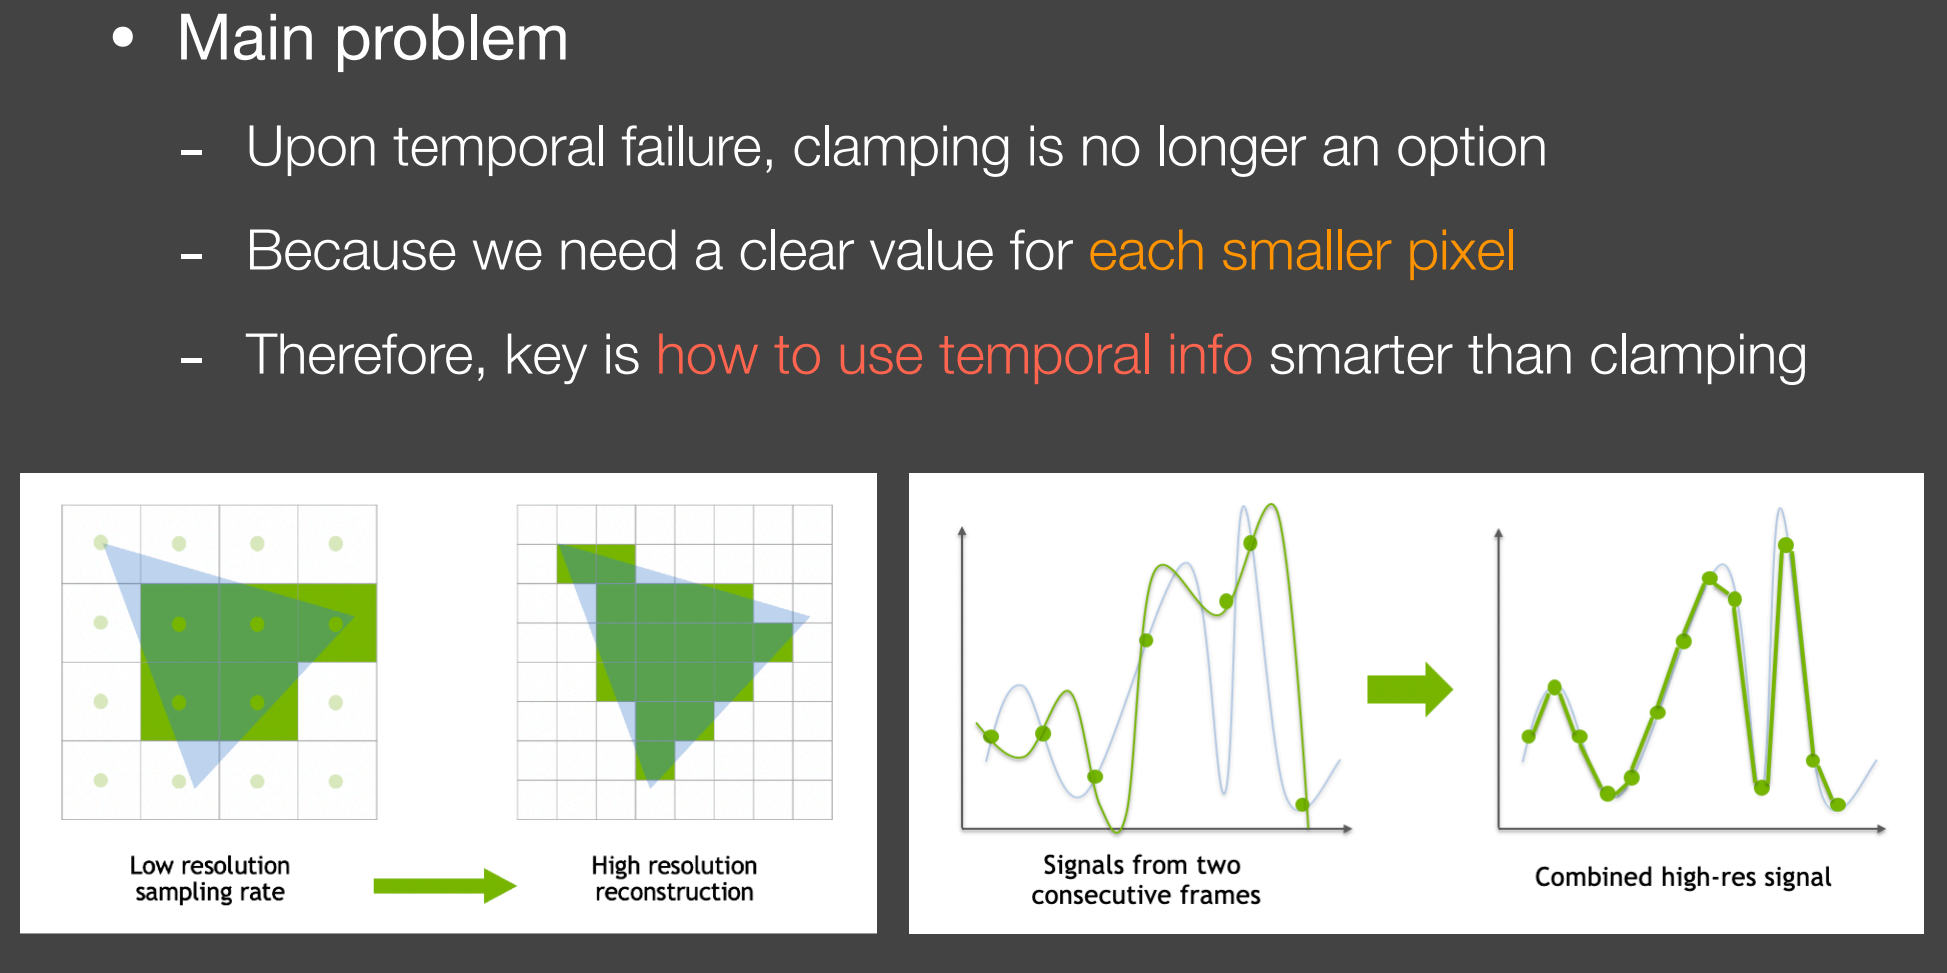 • Main problem
- Upon temporal failure, clamping is no longer an option
- Because we need a clear value for each smaller pixel
- Therefore, key is how to use temporal info smarter than clamping
Low resolution
sampling rate
High resolution
reconstruction
Signals from two
consecutive frames
Combined high-res signal